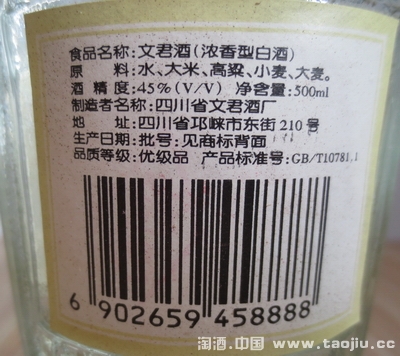 食品名称:文君酒(浓香型白酒)
原　料:水、大米、高粱、小麦、大麦。
酒 精 度:45%(V/V) 净含量:500ml
制造者名称:四川省文君酒厂
地　址:四川省邛崃市东街210号
生产日期:批号:见商标背面
品质等级:优级品 产品标准号:GB/T10781.1
6 902659 458888
淘酒.中国 www.taojiu.cc